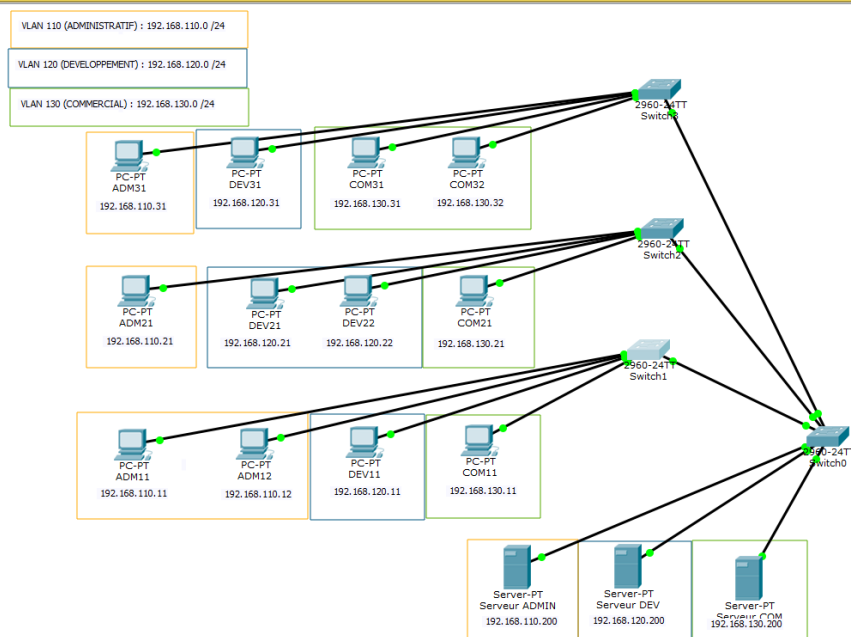 VLAN 110 (ADMINISTRATIF) : 192.168.110.0 /24
VLAN 120 (DEVELOPPEMENT) : 192.168.120.0 /24
VLAN 130 (COMMERCIAL) : 192.168.130.0 /24
2960-24TT
Switch3
PC-PT
ADM31
192.168.110.31
PC-PT
DEV31
192.168.120.31
PC-PT
COM31
192.168.130.31
PC-PT
COM32
192.168.130.32
2960-24TT
Switch2
PC-PT
ADM21
192.168.110.21
PC-PT
DEV21
192.168.120.21
PC-PT
DEV22
192.168.120.22
PC-PT
COM21
192.168.130.21
2960-24TT
Switch1
PC-PT
ADM11
192.168.110.11
PC-PT
ADM12
192.168.110.12
PC-PT
DEV11
192.168.120.11
PC-PT
COM11
192.168.130.11
2960-24T
Switch0
Server-PT
Serveur ADMIN
192.168.110.200
Server-PT
Serveur DEV
192.168.120.200
Server-PT
Serveur COM
192.168.130.200